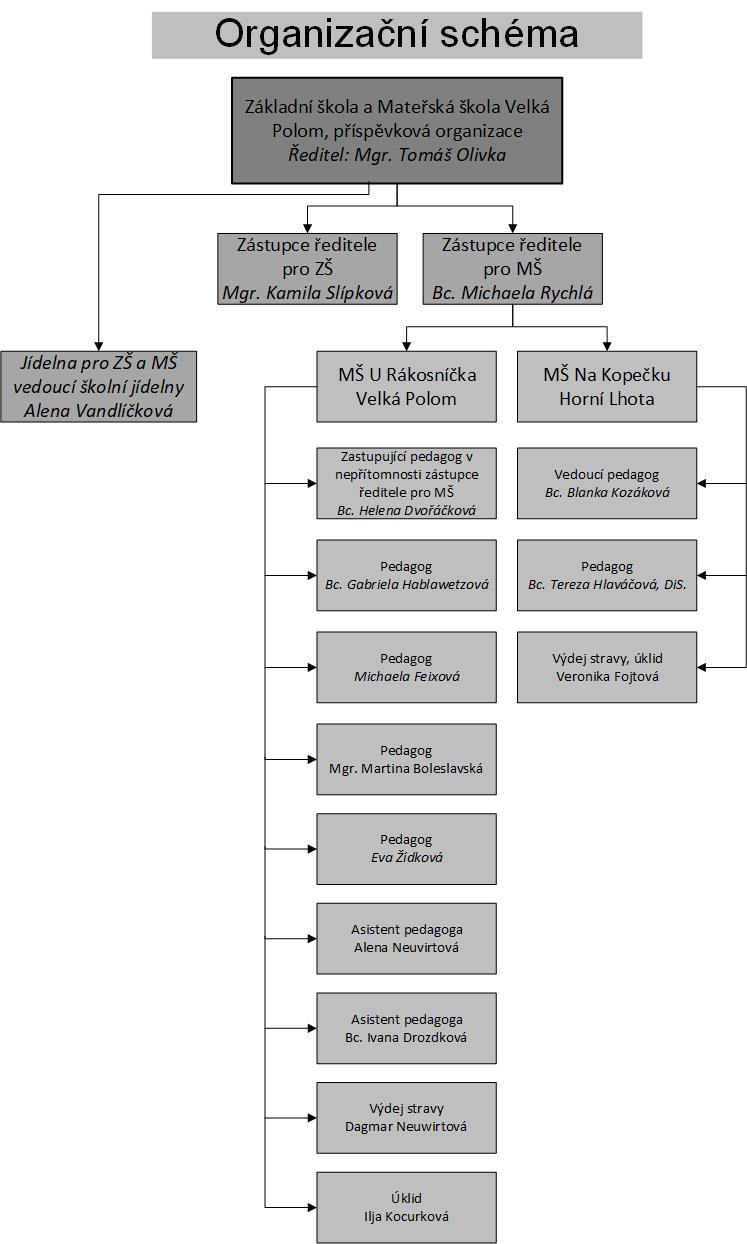 Organizační schéma
Základní škola a Mateřská škola Velká
Polom, příspěvková organizace
Ředitel: Mgr. Tomáš Olivka
Zástupce ředitele
pro ZŠ
Mgr. Kamila Slípková
Zástupce ředitele
pro MŠ
Bc. Michaela Rychlá
Jídelna pro ZŠ a MŠ
vedoucí školní jídelny
Alena Vandlíčková
MŠ U Rákosníčka
Velká Polom
MŠ Na Kopečku
Horní Lhota
Zastupující pedagog v
nepřítomnosti zástupce
ředitele pro MŠ
Bc. Helena Dvořáčková
Vedoucí pedagog
Bc. Blanka Kozáková
Pedagog
Bc. Gabriela Hablawetzová
Pedagog
Bc. Tereza Hlaváčová, DiS.
Pedagog
Michaela Feixová
Výdej stravy, úklid
Veronika Fojtová
Pedagog
Mgr. Martina Boleslavská
Pedagog
Eva Žídková
Asistent pedagoga
Alena Neuvirtová
Asistent pedagoga
Bc. Ivana Drozdková
Výdej stravy
Dagmar Neuwirtová
Úklid
Ilja Kocurková